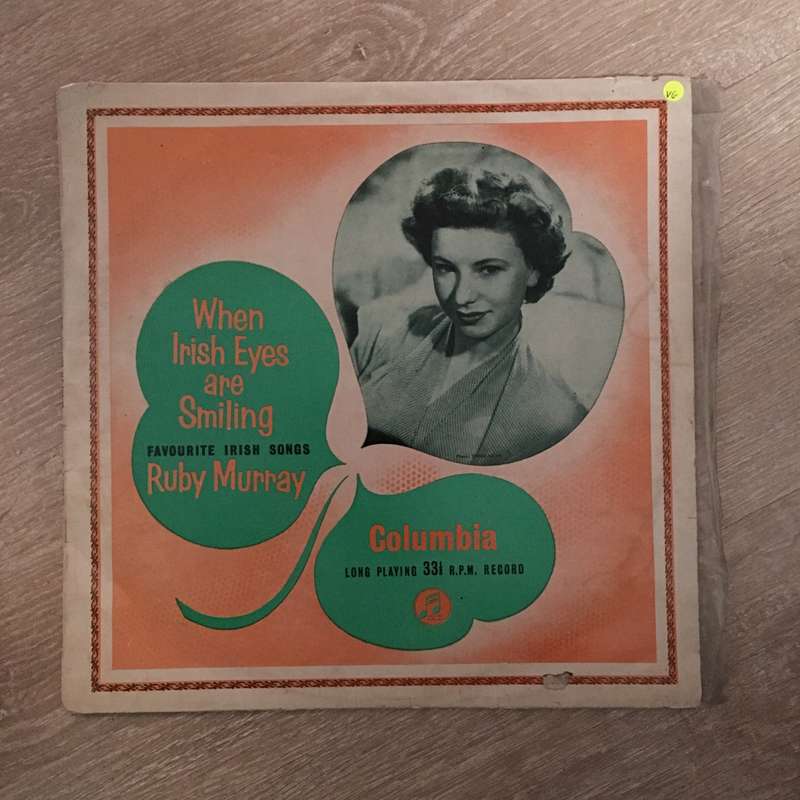 VG
When
Irish Eyes
are
Smiling
FAVOURITE IRISH SONGS
Ruby Murray
Columbia
LONG PLAYING 33⅓ R.P.M. RECORD